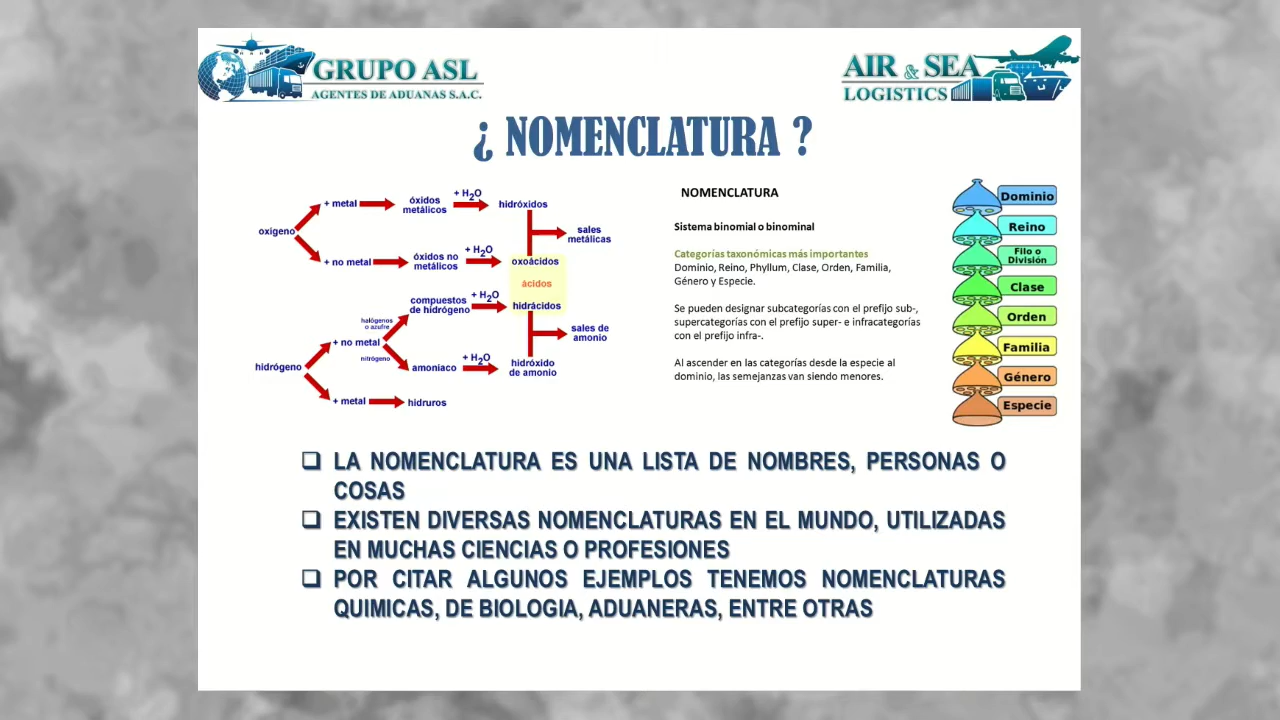 GRUPO ASL
AGENTES DE ADUANAS S.A.C.
AIR & SEA
LOGISTICS
¿ NOMENCLATURA ?
oxígeno
+ metal
óxidos
metálicos
+ H2O
hidróxidos
sales
metálicas
+ no metal
óxidos no
metálicos
+ H2O
oxoácidos
ácidos
hidrácidos
compuestos
de hidrógeno
+ H2O
halógenos
o azufre
+ no metal
nitrógeno
hidrógeno
amoniaco
+ H2O
hidróxido
de amonio
sales de
amonio
+ metal
hidruros
NOMENCLATURA
Sistema binomial o binominal
Categorías taxonómicas más importantes
Dominio, Reino, Phyllum, Clase, Orden, Familia,
Género y Especie.
Se pueden designar subcategorías con el prefijo sub-,
supercategorías con el prefijo super- e infracategorías
con el prefijo infra-.
Al ascender en las categorías desde la especie al
dominio, las semejanzas van siendo menores.
Dominio
Reino
Filo o
División
Clase
Orden
Familia
Género
Especie
LA NOMENCLATURA ES UNA LISTA DE NOMBRES, PERSONAS O
COSAS
EXISTEN DIVERSAS NOMENCLATURAS EN EL MUNDO, UTILIZADAS
EN MUCHAS CIENCIAS O PROFESIONES
POR CITAR ALGUNOS EJEMPLOS TENEMOS NOMENCLATURAS
QUIMICAS, DE BIOLOGIA, ADUANERAS, ENTRE OTRAS